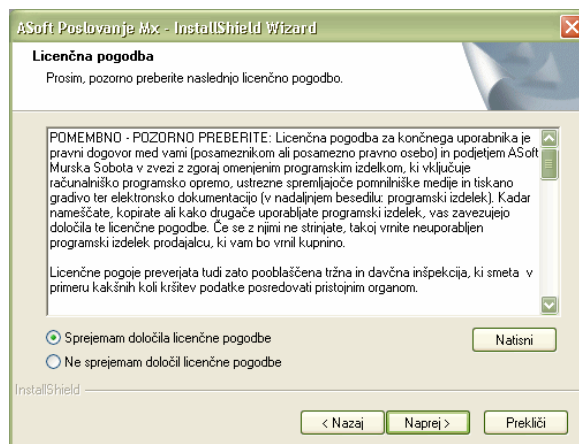 ASoft Poslovanje Mx - InstallShield Wizard
Licenčna pogodba
Prosim, pozorno preberite naslednjo licenčno pogodbo.
POMEMBNO - POZORNO PREBERITE: Licenčna pogodba za končnega uporabnika je
pravni dogovor med vami (posameznikom ali posamezno pravno osebo) in podjetjem ASoft
Murska Sobota v zvezi z zgoraj omenjenim programskim izdelkom, ki vključuje
računalniško programsko opremo, ustrezne spremljajoče pomnilniške medije in tiskano
gradivo ter elektronsko dokumentacijo (v nadaljnjem besedilu: programski izdelek). Kadar
nameščate, kopirate ali kako drugače uporabljate programski izdelek, vas zavezujejo
določila te licenčne pogodbe. Če se z njimi ne strinjate, takoj vrnite neuporabljen
programski izdelek prodajalcu, ki vam bo vrnil kupnino.
Licenčne pogoje preverjata tudi zato pooblaščena tržna in davčna inšpekcija, ki smeta v
primeru kakšnih koli kršitev podatke posredovati pristojnim organom.
Sprejemam določila licenčne pogodbe
Natisni
Ne sprejemam določil licenčne pogodbe
InstallShield
< Nazaj
Naprej >
Prekliči